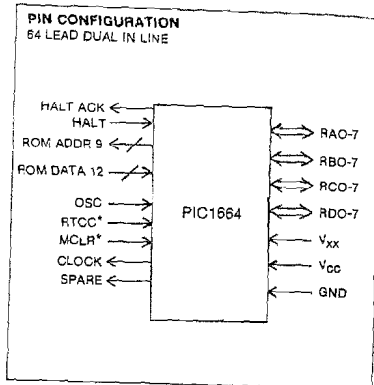 PIN CONFIGURATION
64 LEAD DUAL IN LINE
HALT ACK
HALT
ROM ADDR 9
ROM DATA 12
OSC
RTCC*
MCLR*
CLOCK
SPARE
PIC1664
RA0-7
RB0-7
RC0-7
RD0-7
VXX
VCC
GND